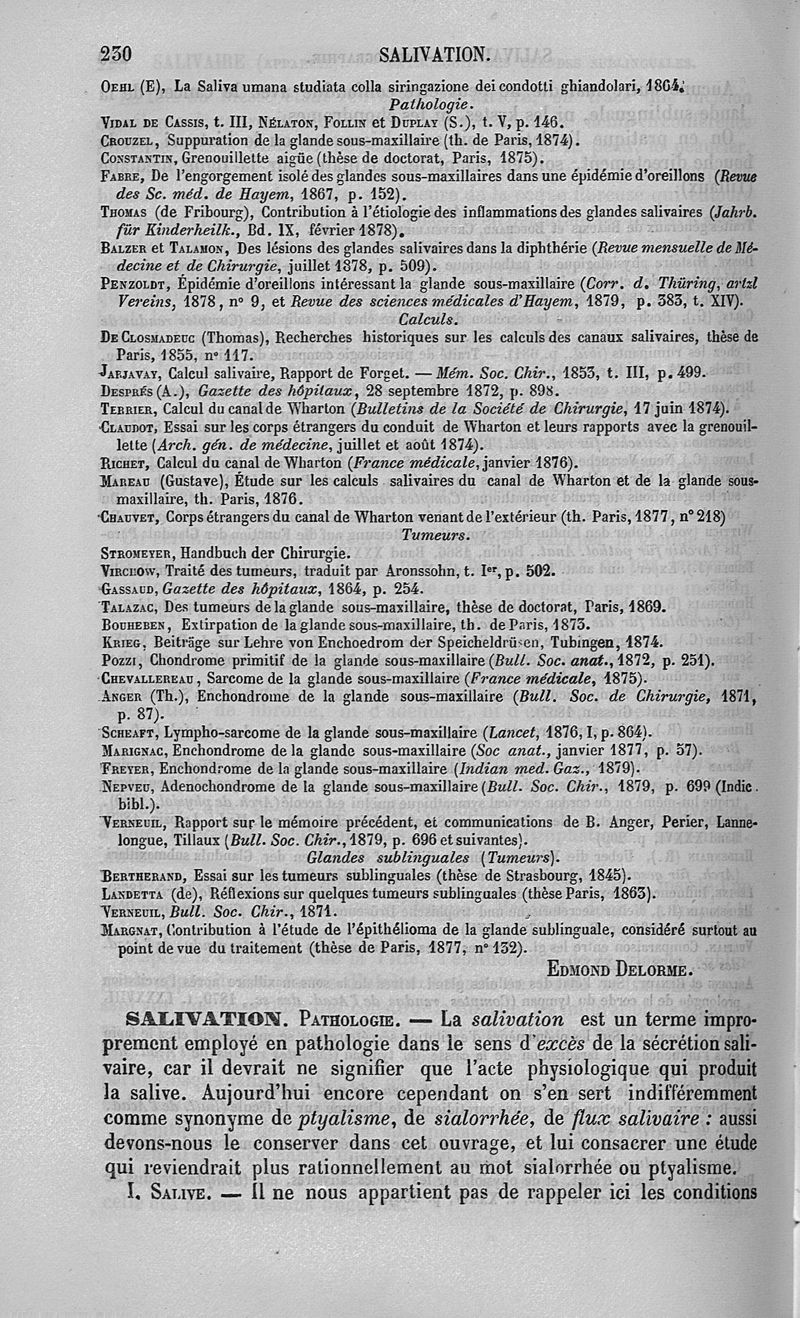 230 SALIVATION.
OEHL (E), La Saliva umana studiata colla siringazione dei condotti ghiandolari, 1864.
Pathologie.
VIDAL DE CASSIS, t. III, NÉLATON, FOLLIN et DUPLAY (S.), t. V, p. 146.
CROUZEL, Suppuration de la glande sous-maxillaire (th. de Paris, 1874).
CONSTANTIN, Grenouillette aigüe (thèse de doctorat, Paris, 1875).
FABRE, De l'engorgement isolé des glandes sous-maxillaires dans une épidémie d'oreillons (Revue
des Sc. méd. de Hayem, 1867, p. 152).
THOMAS (de Fribourg), Contribution à l'étiologie des inflammations des glandes salivaires (Jahrb.
für Kinderheilk., Bd. IX, février 1878).
BALZER et TALAMON, Des lésions des glandes salivaires dans la diphthérie (Revue mensuelle de Mé-
decine et de Chirurgie, juillet 1878, p. 509).
PENZOLDT, Épidémie d'oreillons intéressant la glande sous-maxillaire (Corr. d. Thüring, artzl
Vereins, 1878, n° 9, et Revue des sciences médicales d'Hayem, 1879, p. 383, t. XIV).
Calculs.
DE CLOSMADEUC (Thomas), Recherches historiques sur les calculs des canaux salivaires, thèse de
Paris, 1855, n° 117.
JARJAVAY, Calcul salivaire, Rapport de Forget. — Mém. Soc. Chir., 1853, t. III, p. 499.
DESPRÉS (A.), Gazette des hôpitaux, 28 septembre 1872, p. 898.
TERRIER, Calcul du canal de Wharton (Bulletins de la Société de Chirurgie, 17 juin 1874).
CLAUDOT, Essai sur les corps étrangers du conduit de Wharton et leurs rapports avec la grenouil-
lette (Arch. gén. de médecine, juillet et août 1874).
RICHET, Calcul du canal de Wharton (France médicale, janvier 1876).
MAREAU (Gustave), Étude sur les calculs salivaires du canal de Wharton et de la glande sous-
maxillaire, th. Paris, 1876.
CHAUVET, Corps étrangers du canal de Wharton venant de l'extérieur (th. Paris, 1877, n° 218)
Tumeurs.
STROMEYER, Handbuch der Chirurgie.
VIRCHOW, Traité des tumeurs, traduit par Aronssohn, t. Ier, p. 502.
GASSAUD, Gazette des hôpitaux, 1864, p. 254.
TALAZAC, Des tumeurs de la glande sous-maxillaire, thèse de doctorat, Paris, 1869.
BOUHEBEN, Extirpation de la glande sous-maxillaire, th. de Paris, 1873.
KRIEG, Beiträge sur Lehre von Enchoedrom der Speicheldrüsen, Tubingen, 1874.
POZZI, Chondrome primitif de la glande sous-maxillaire (Bull. Soc. anat., 1872, p. 251).
CHEVALLEREAU, Sarcome de la glande sous-maxillaire (France médicale, 1875).
ANGER (Th.), Enchondrome de la glande sous-maxillaire (Bull. Soc. de Chirurgie, 1871,
p. 87).
SCHEAFT, Lympho-sarcome de la glande sous-maxillaire (Lancet, 1876, I, p. 864).
MARIGNAC, Enchondrome de la glande sous-maxillaire (Soc anat., janvier 1877, p. 57).
FREYER, Enchondrome de la glande sous-maxillaire (Indian med. Gaz., 1879).
NEPVEU, Adenochondrome de la glande sous-maxillaire (Bull. Soc. Chir., 1879, p. 699 (Indic.
bibl.).
VERNEUIL, Rapport sur le mémoire précédent, et communications de B. Anger, Perier, Lanne-
longue, Tillaux (Bull. Soc. Chir., 1879, p. 696 et suivantes).
Glandes sublinguales (Tumeurs).
BERTHERAND, Essai sur les tumeurs sublinguales (thèse de Strasbourg, 1845).
LANDETTA (de), Réflexions sur quelques tumeurs sublinguales (thèse Paris, 1863).
VERNEUIL, Bull. Soc. Chir., 1871.
MARGNAT, Contribution à l'étude de l'épithélioma de la glande sublinguale, considéré surtout au
point de vue du traitement (thèse de Paris, 1877, n° 132).
EDMOND DELORME.
SALIVATION. PATHOLOGIE. — La salivation est un terme impro-
prement employé en pathologie dans le sens d'excès de la sécrétion sali-
vaire, car il devrait ne signifier que l'acte physiologique qui produit
la salive. Aujourd'hui encore cependant on s'en sert indifféremment
comme synonyme de ptyalisme, de sialorrhée, de flux salivaire : aussi
devons-nous le conserver dans cet ouvrage, et lui consacrer une étude
qui reviendrait plus rationnellement au mot sialorrhée ou ptyalisme.
I. SALIVE. — Il ne nous appartient pas de rappeler ici les conditions